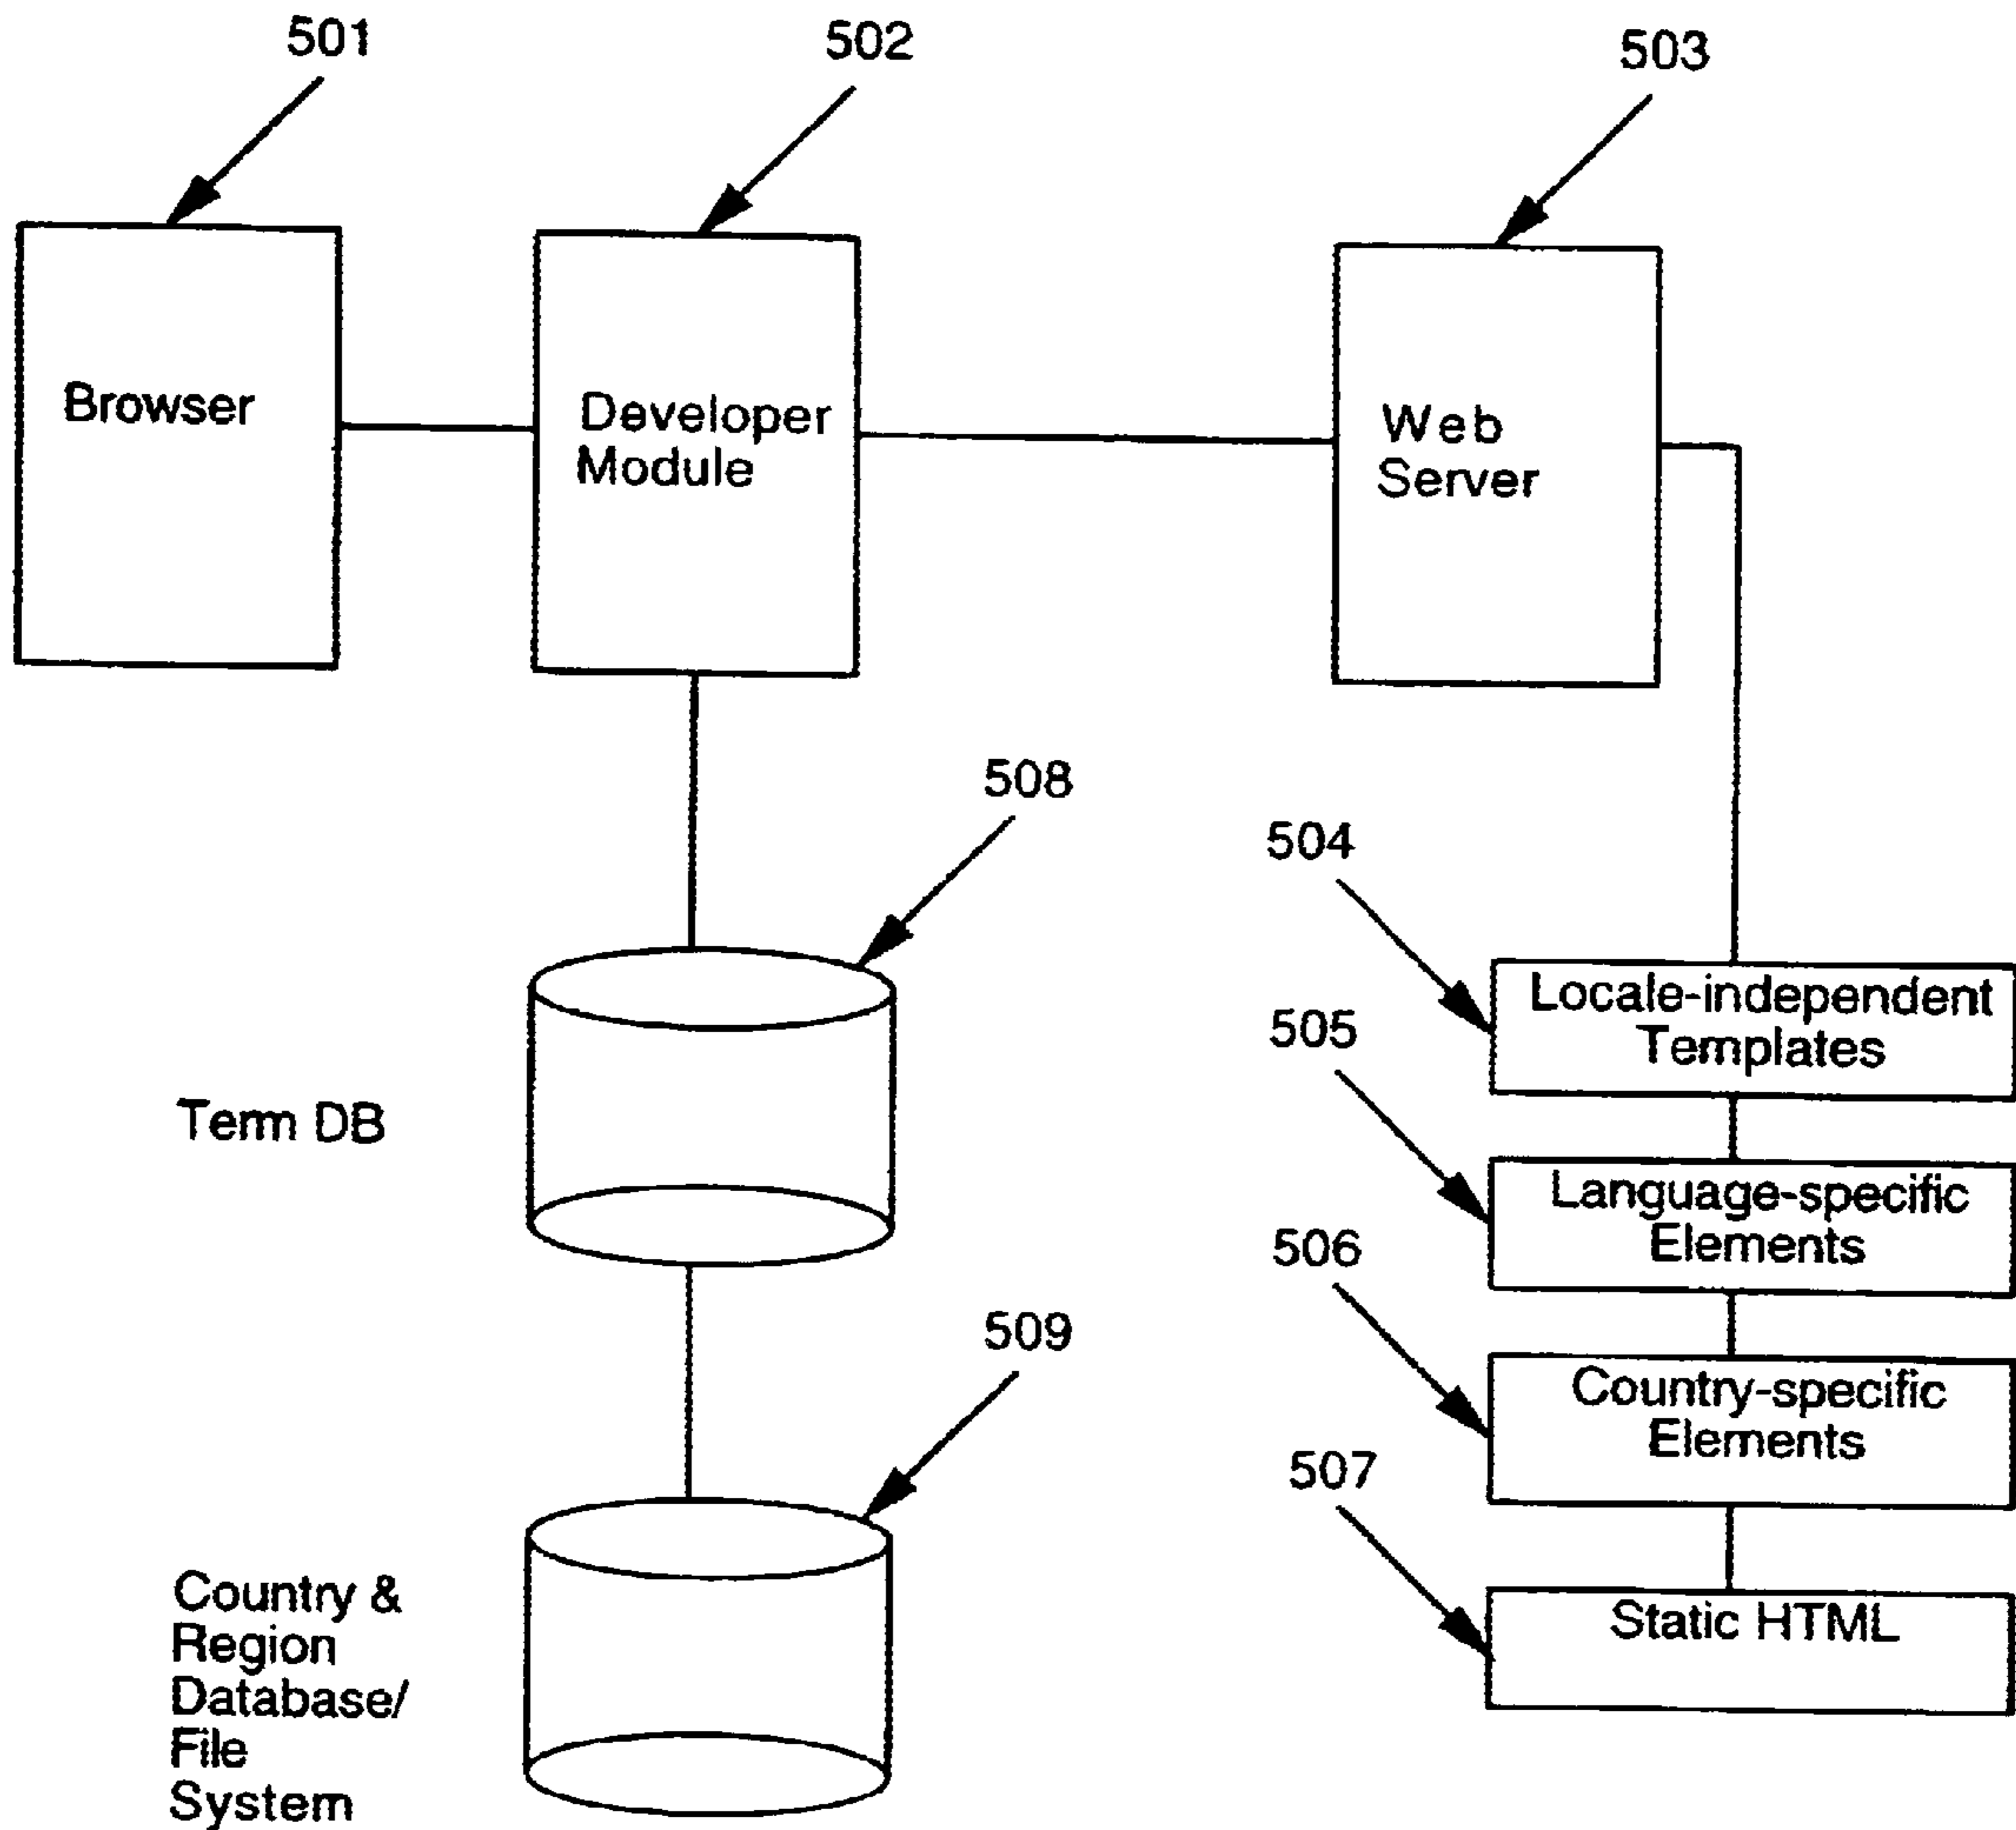 501
502
503
Browser
Developer
Module
Web
Server
508
504
Locale-independent
Templates
505
Term DB
Language-specific
Elements
506
509
Country-specific
Elements
507
Country &
Region
Database/
File
System
Static HTML